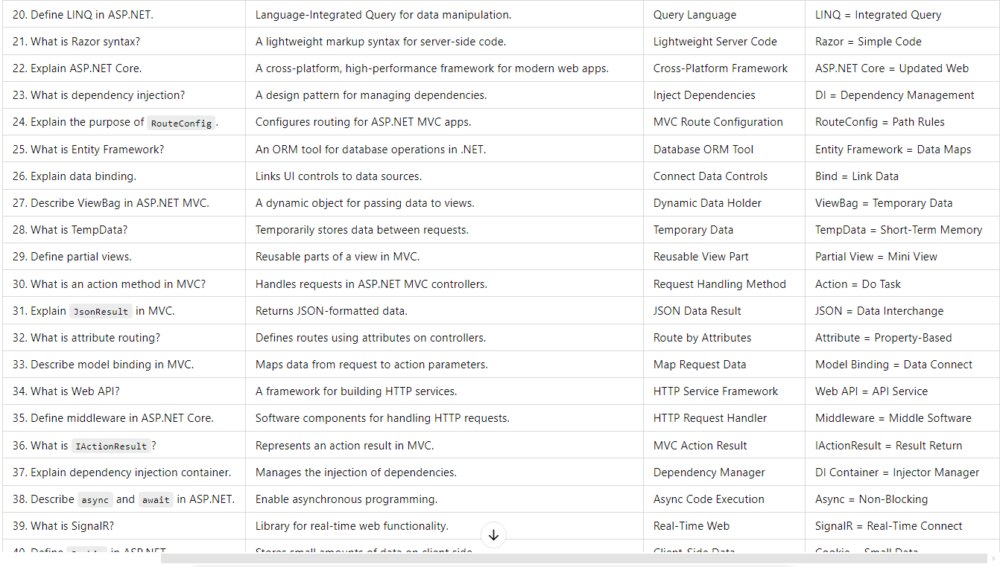 20. Define LINQ in ASP.NET. Language-Integrated Query for data manipulation. Query Language LINQ = Integrated Query
21. What is Razor syntax? A lightweight markup syntax for server-side code. Lightweight Server Code Razor = Simple Code
22. Explain ASP.NET Core. A cross-platform, high-performance framework for modern web apps. Cross-Platform Framework ASP.NET Core = Updated Web
23. What is dependency injection? A design pattern for managing dependencies. Inject Dependencies DI = Dependency Management
24. Explain the purpose of RouteConfig. Configures routing for ASP.NET MVC apps. MVC Route Configuration RouteConfig = Path Rules
25. What is Entity Framework? An ORM tool for database operations in .NET. Database ORM Tool Entity Framework = Data Maps
26. Explain data binding. Links UI controls to data sources. Connect Data Controls Bind = Link Data
27. Describe ViewBag in ASP.NET MVC. A dynamic object for passing data to views. Dynamic Data Holder ViewBag = Temporary Data
28. What is TempData? Temporarily stores data between requests. Temporary Data TempData = Short-Term Memory
29. Define partial views. Reusable parts of a view in MVC. Reusable View Part Partial View = Mini View
30. What is an action method in MVC? Handles requests in ASP.NET MVC controllers. Request Handling Method Action = Do Task
31. Explain JsonResult in MVC. Returns JSON-formatted data. JSON Data Result JSON = Data Interchange
32. What is attribute routing? Defines routes using attributes on controllers. Route by Attributes Attribute = Property-Based
33. Describe model binding in MVC. Maps data from request to action parameters. Map Request Data Model Binding = Data Connect
34. What is Web API? A framework for building HTTP services. HTTP Service Framework Web API = API Service
35. Define middleware in ASP.NET Core. Software components for handling HTTP requests. HTTP Request Handler Middleware = Middle Software
36. What is IActionResult? Represents an action result in MVC. MVC Action Result IActionResult = Result Return
37. Explain dependency injection container. Manages the injection of dependencies. Dependency Manager DI Container = Injector Manager
38. Describe async and await in ASP.NET. Enable asynchronous programming. Async Code Execution Async = Non-Blocking
39. What is SignalR? Library for real-time web functionality. Real-Time Web SignalR = Real-Time Connect
40. Define in ASP.NET. Stores small amounts of data on client side. Client-Side Data Cookie = Small Data